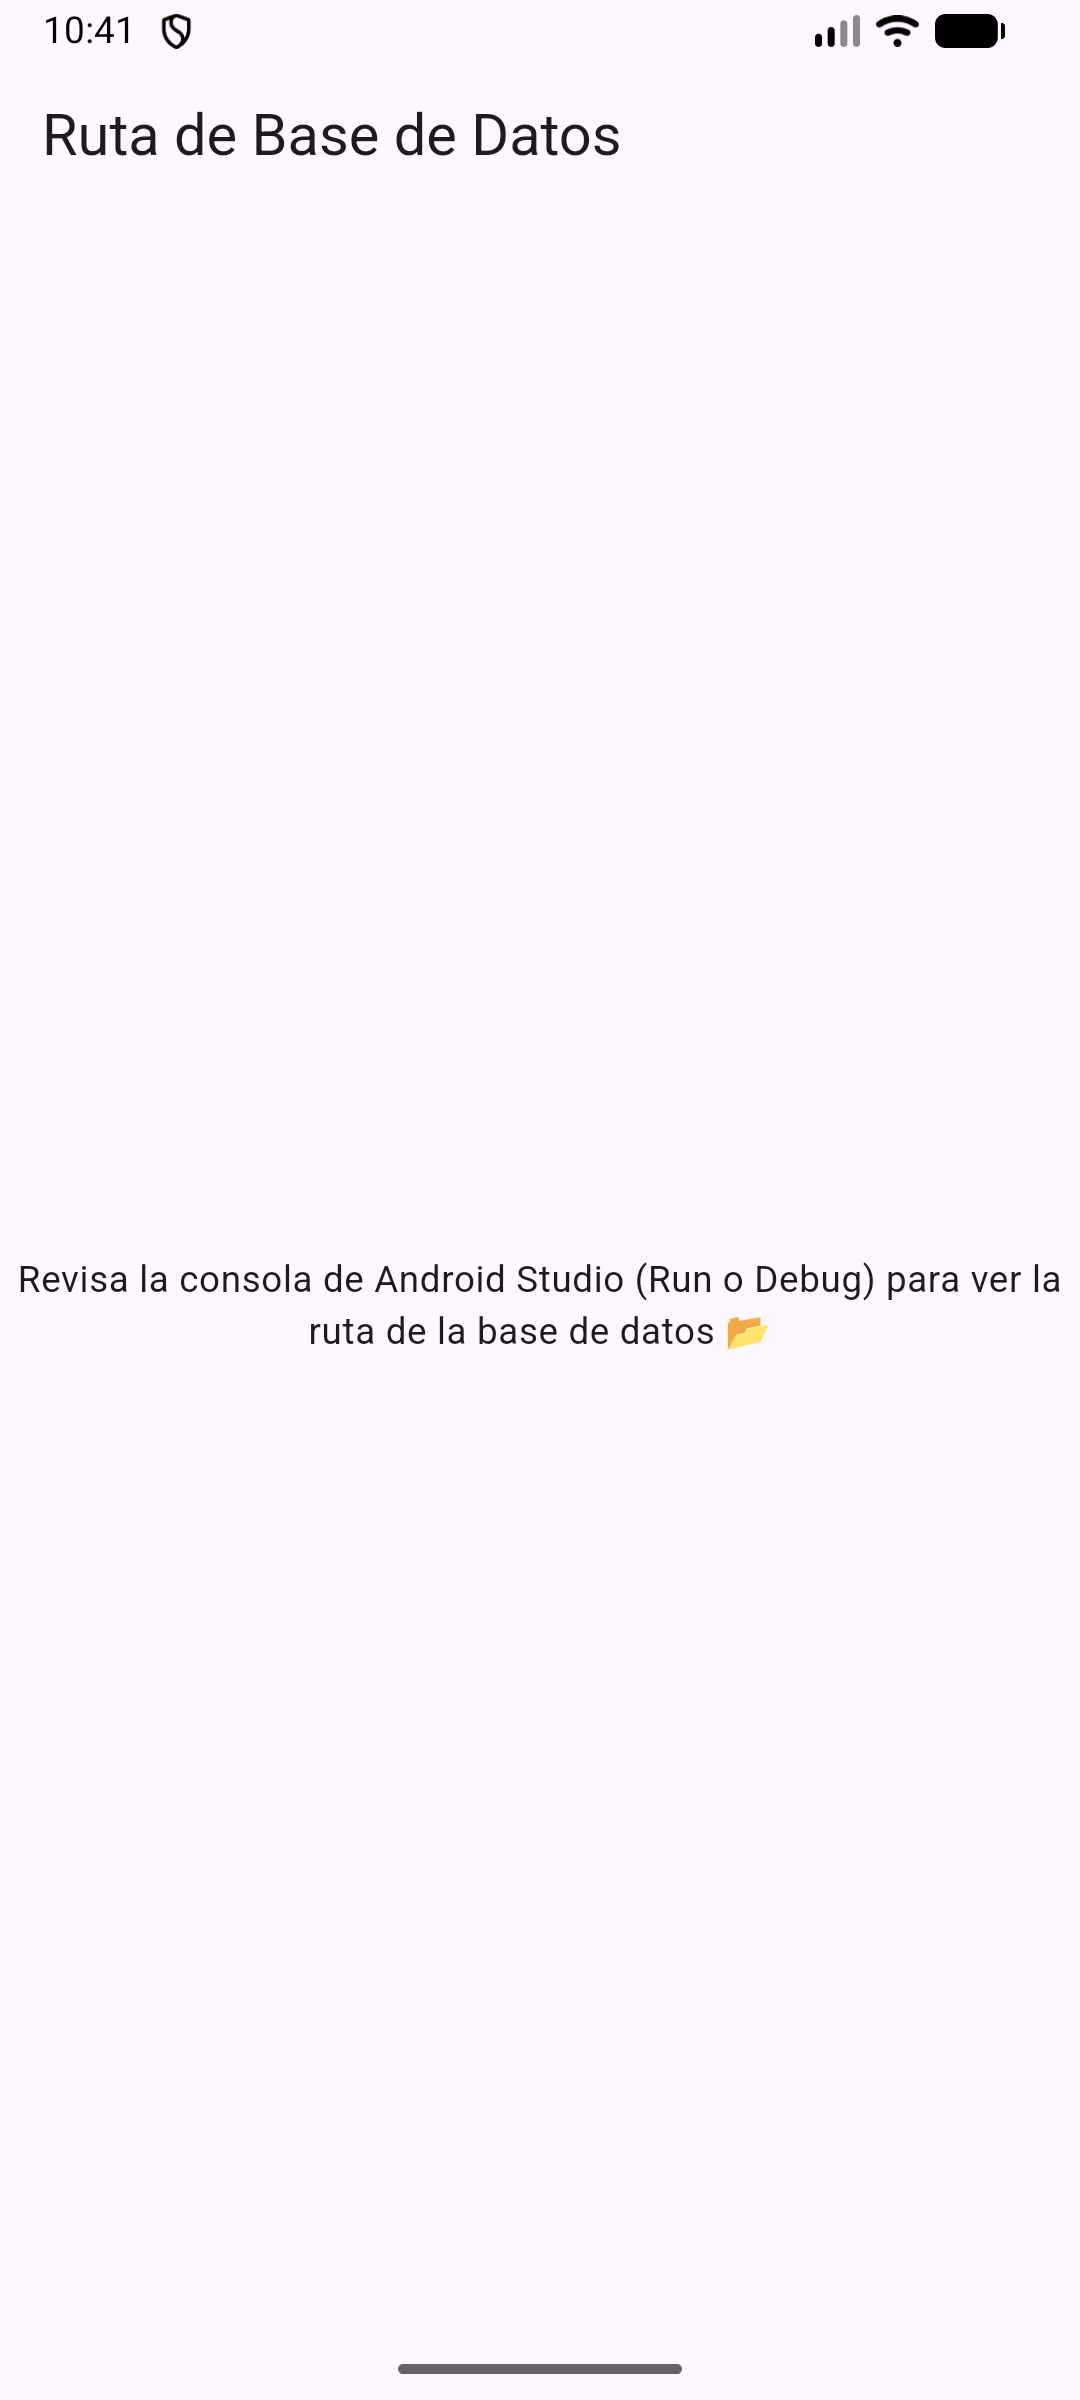 10:41
Ruta de Base de Datos
Revisa la consola de Android Studio (Run o Debug) para ver la
ruta de la base de datos 📂